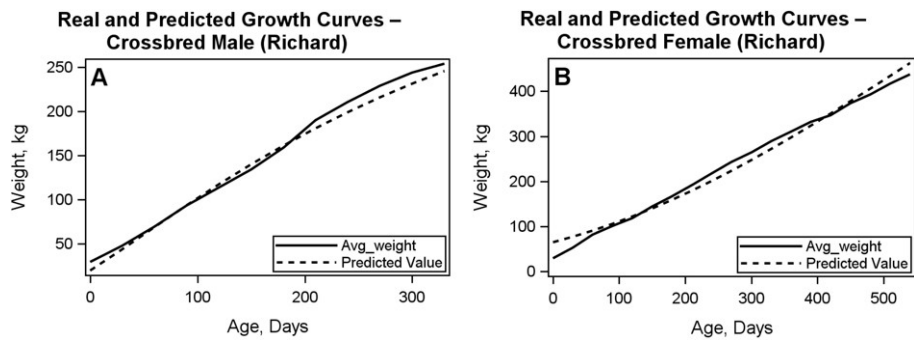 Real and Predicted Growth Curves –
Crossbred Male (Richard)
A
250
200
150
100
50
Weight, kg
Avg_weight
Predicted Value
0
100
200
300
Age, Days
Real and Predicted Growth Curves –
Crossbred Female (Richard)
B
400
300
200
100
0
Weight, kg
Avg_weight
Predicted Value
0
100
200
300
400
500
Age, Days